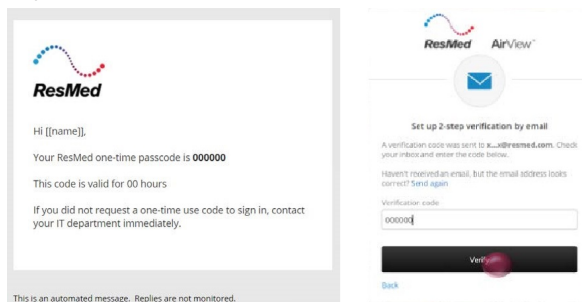 ResMed
Hi [[name]],
Your ResMed one-time passcode is 000000
This code is valid for 00 hours
If you did not request a one-time use code to sign in, contact
your IT department immediately.
This is an automated message. Replies are not monitored.
ResMed AirView™
Set up 2-step verification by email
A verification code was sent to x...x@resmed.com. Check
your inbox and enter the code below.
Haven't received an email, but the email address looks
correct? Send again
Verification code
000000
Verify
Back